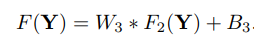 F(Y) = W₃ ∗ F₂(Y) + B₃.